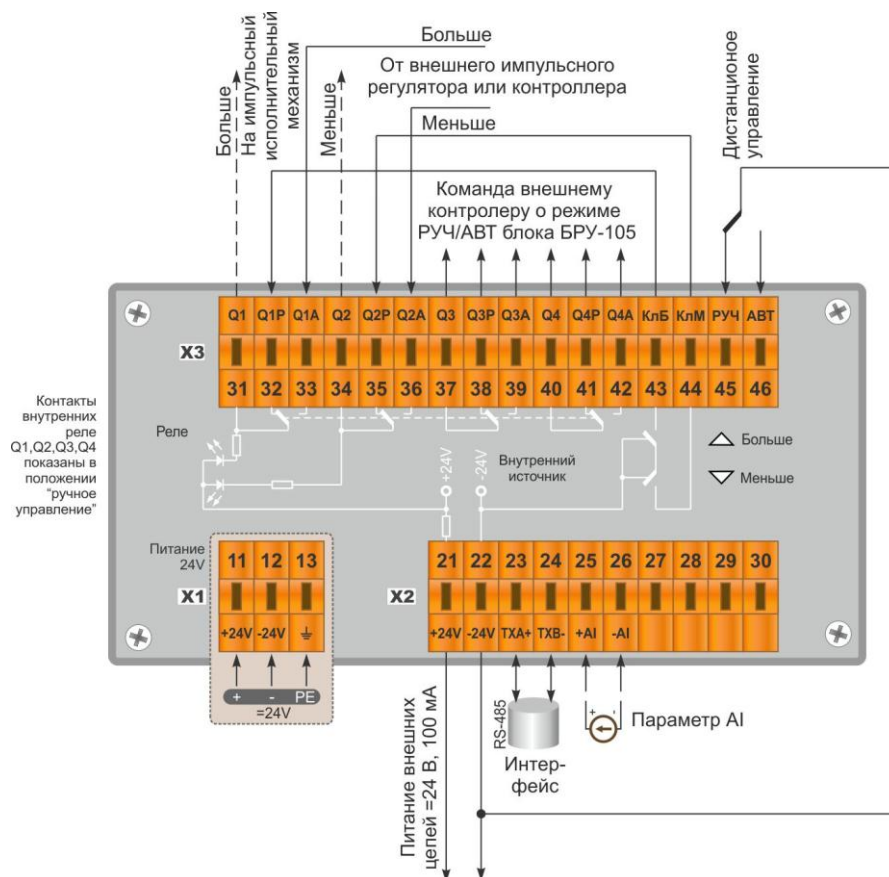 Больше
На импульсный
исполнительный
механизм
Больше
Меньше
От внешнего импульсного
регулятора или контроллера
Меньше
Команда внешнему
контролеру о режиме
РУЧ/АВТ блока БРУ-105
Дистанционое
управление
Q1 Q1P Q1A Q2 Q2P Q2A Q3 Q3P Q3A Q4 Q4P Q4A КлБ КлМ РУЧ АВТ
X3
31 32 33 34 35 36 37 38 39 40 41 42 43 44 45 46
Контакты
внутренних
реле
Q1,Q2,Q3,Q4
показаны в
положении
"ручное
управление"
Реле
+24V
-24V
Внутренний
источник
Больше
Меньше
Питание
24V
11 12 13
X1
+24V -24V
+ - PE
=24V
21 22 23 24 25 26 27 28 29 30
X2
+24V -24V TXA+ TXB- +AI -AI
Питание внешних
цепей =24 В, 100 мА
RS-485
Интер-
фейс
+ -
Параметр AI